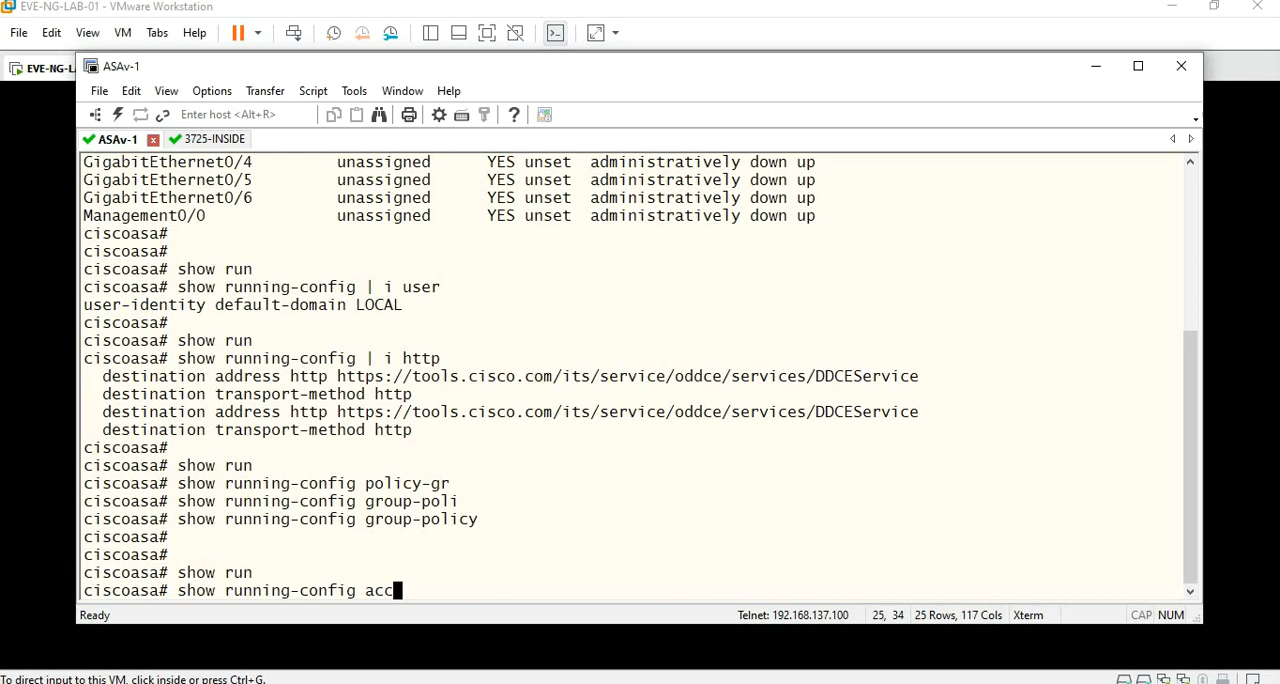 EVE-NG-LAB-01 - VMware Workstation
File Edit View VM Tabs Help
EVE-NG-L
ASAv-1
File Edit View Options Transfer Script Tools Window Help
Enter host <Alt+R>
ASAv-1 3725-INSIDE
GigabitEthernet0/4 unassigned YES unset administratively down up
GigabitEthernet0/5 unassigned YES unset administratively down up
GigabitEthernet0/6 unassigned YES unset administratively down up
Management0/0 unassigned YES unset administratively down up
ciscoasa#
ciscoasa#
ciscoasa# show run
ciscoasa# show running-config | i user
user-identity default-domain LOCAL
ciscoasa#
ciscoasa# show run
ciscoasa# show running-config | i http
destination address http https://tools.cisco.com/its/service/oddce/services/DDCEService
destination transport-method http
destination address http https://tools.cisco.com/its/service/oddce/services/DDCEService
destination transport-method http
ciscoasa#
ciscoasa# show run
ciscoasa# show running-config policy-gr
ciscoasa# show running-config group-poli
ciscoasa# show running-config group-policy
ciscoasa#
ciscoasa#
ciscoasa# show run
ciscoasa# show running-config acc
Ready Telnet: 192.168.137.100 25, 34 25 Rows, 117 Cols Xterm CAP NUM
To direct input to this VM, click inside or press Ctrl+G.